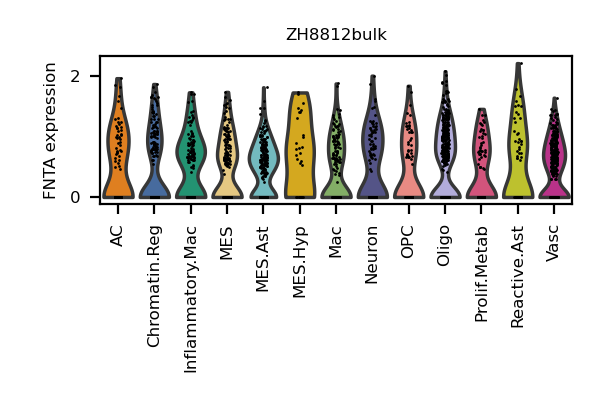 ZH8812bulk
FNTA expression
2
0
AC
Chromatin.Reg
Inflammatory.Mac
MES
MES.Ast
MES.Hyp
Mac
Neuron
OPC
Oligo
Prolif.Metab
Reactive.Ast
Vasc